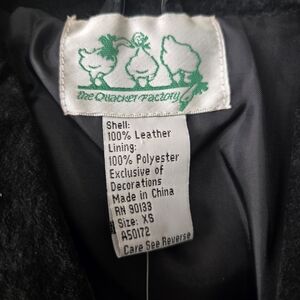 the Quacker Factory
Shell:
100% Leather
Lining:
100% Polyester
Exclusive of
Decorations
Made in China
RN 90133
Size: XS
A50172
Care See Reverse